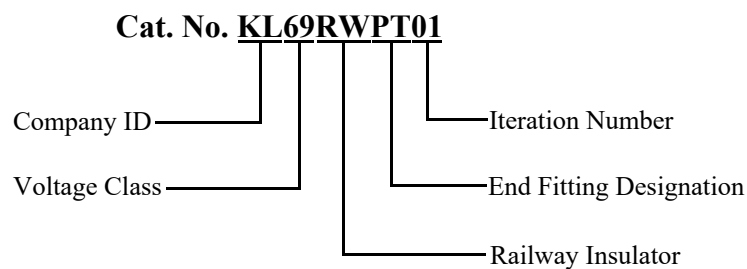 Cat. No. KL69RWPT01
Company ID
Iteration Number
Voltage Class
End Fitting Designation
Railway Insulator